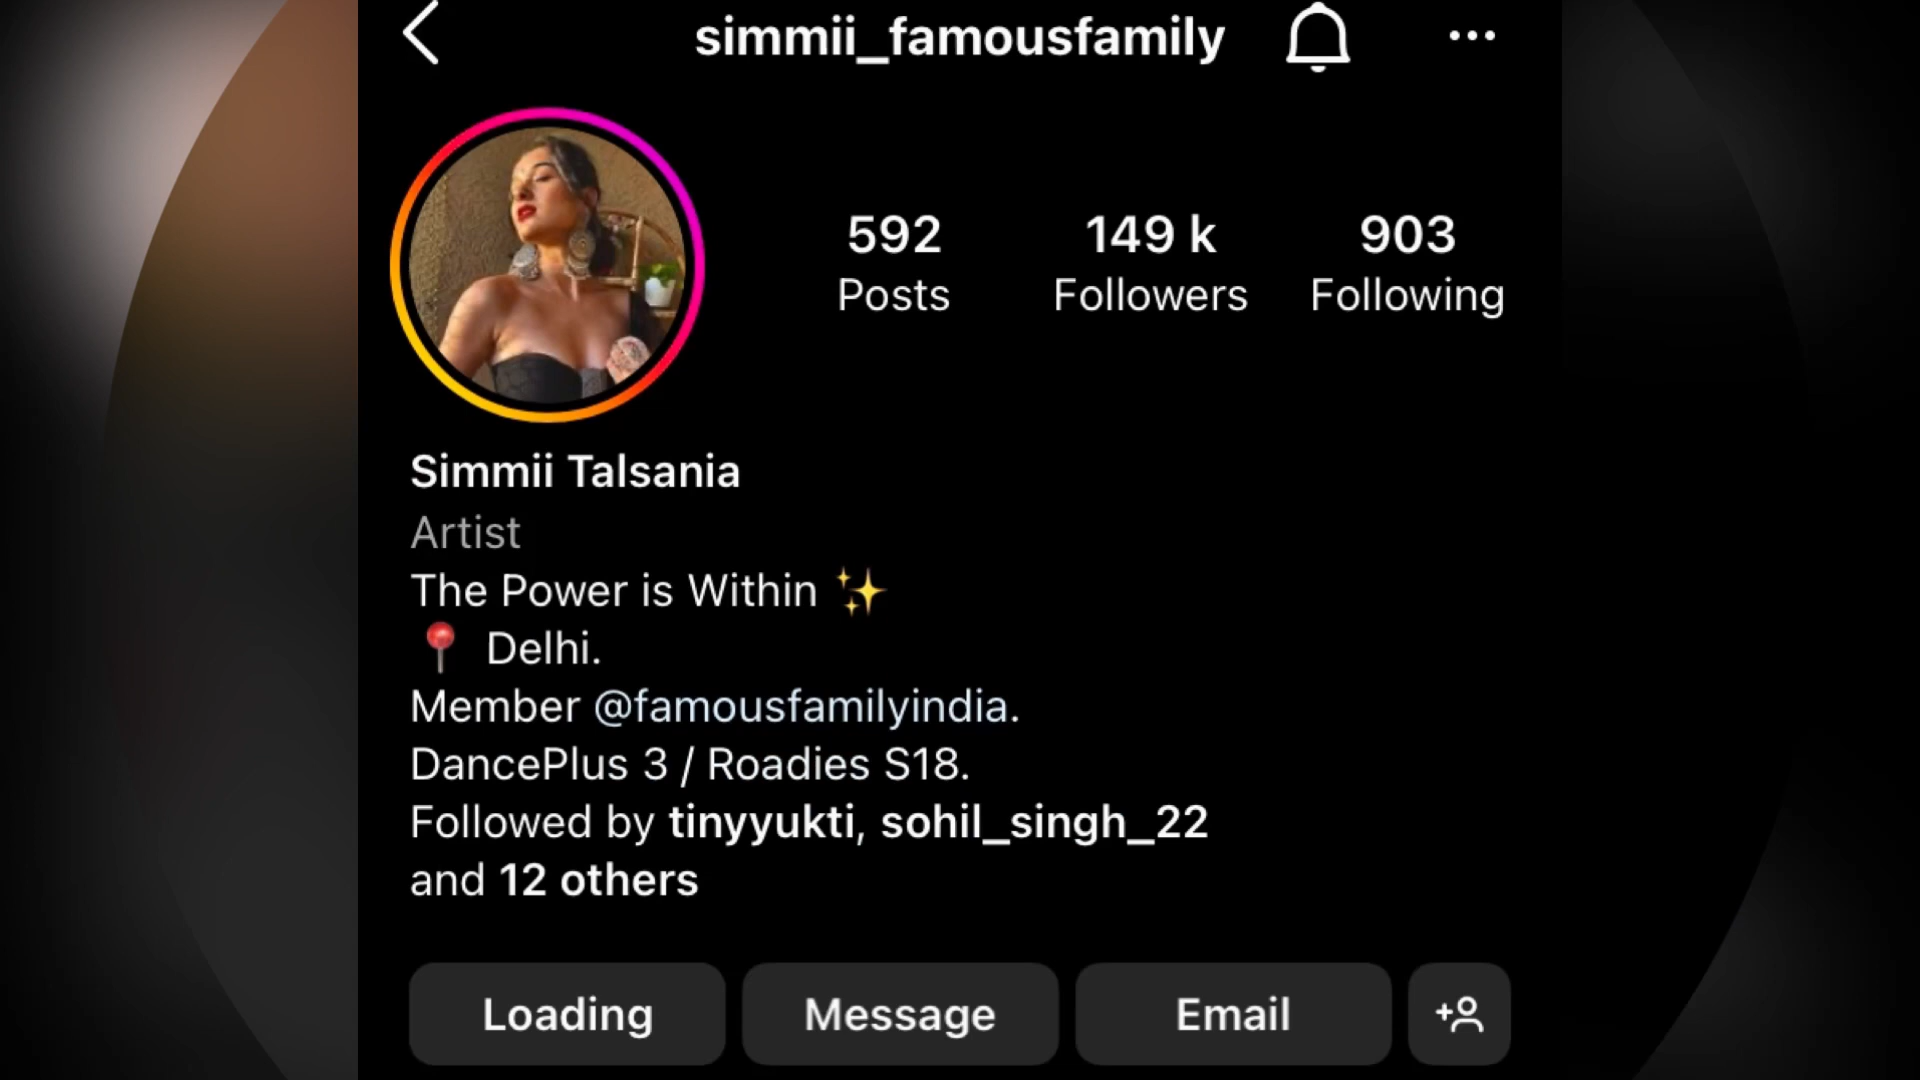 simmii_famousfamily
592 149 k 903
Posts Followers Following
Simmii Talsania
Artist
The Power is Within ✨
📍 Delhi.
Member @famousfamilyindia.
DancePlus 3 / Roadies S18.
Followed by tinyyukti, sohil_singh_22
and 12 others
Loading Message Email